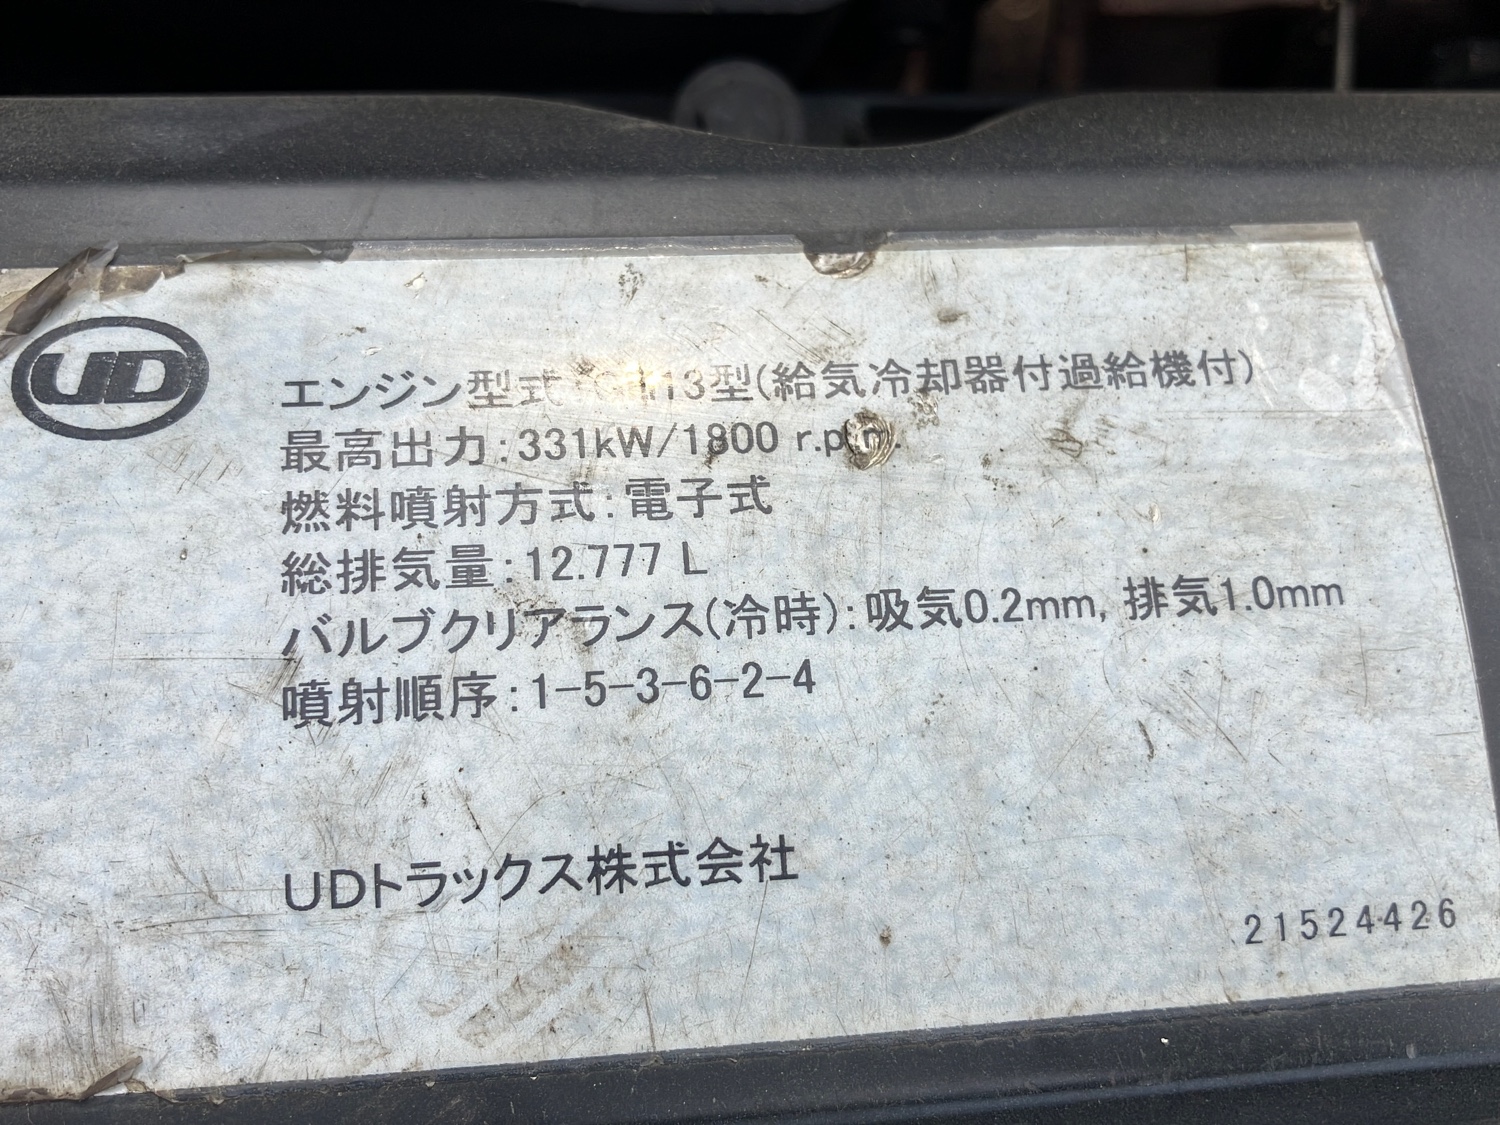 UD
エンジン型式:GH13型(給気冷却器付過給機付)
最高出力:331kW/1800 r.p.m.
燃料噴射方式:電子式
総排気量:12.777 L
バルブクリアランス(冷時):吸気0.2mm, 排気1.0mm
噴射順序:1-5-3-6-2-4
UDトラックス株式会社
21524426